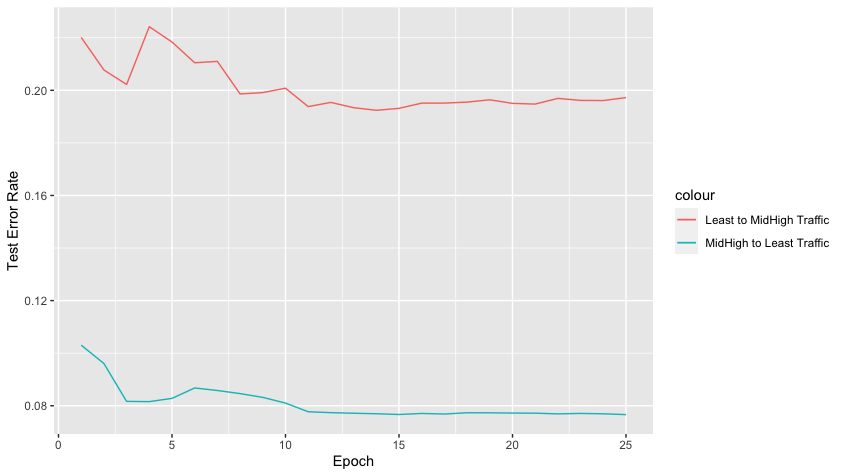 0.20
0.16
0.12
0.08
Test Error Rate
0 5 10 15 20 25
Epoch
colour
Least to MidHigh Traffic
MidHigh to Least Traffic